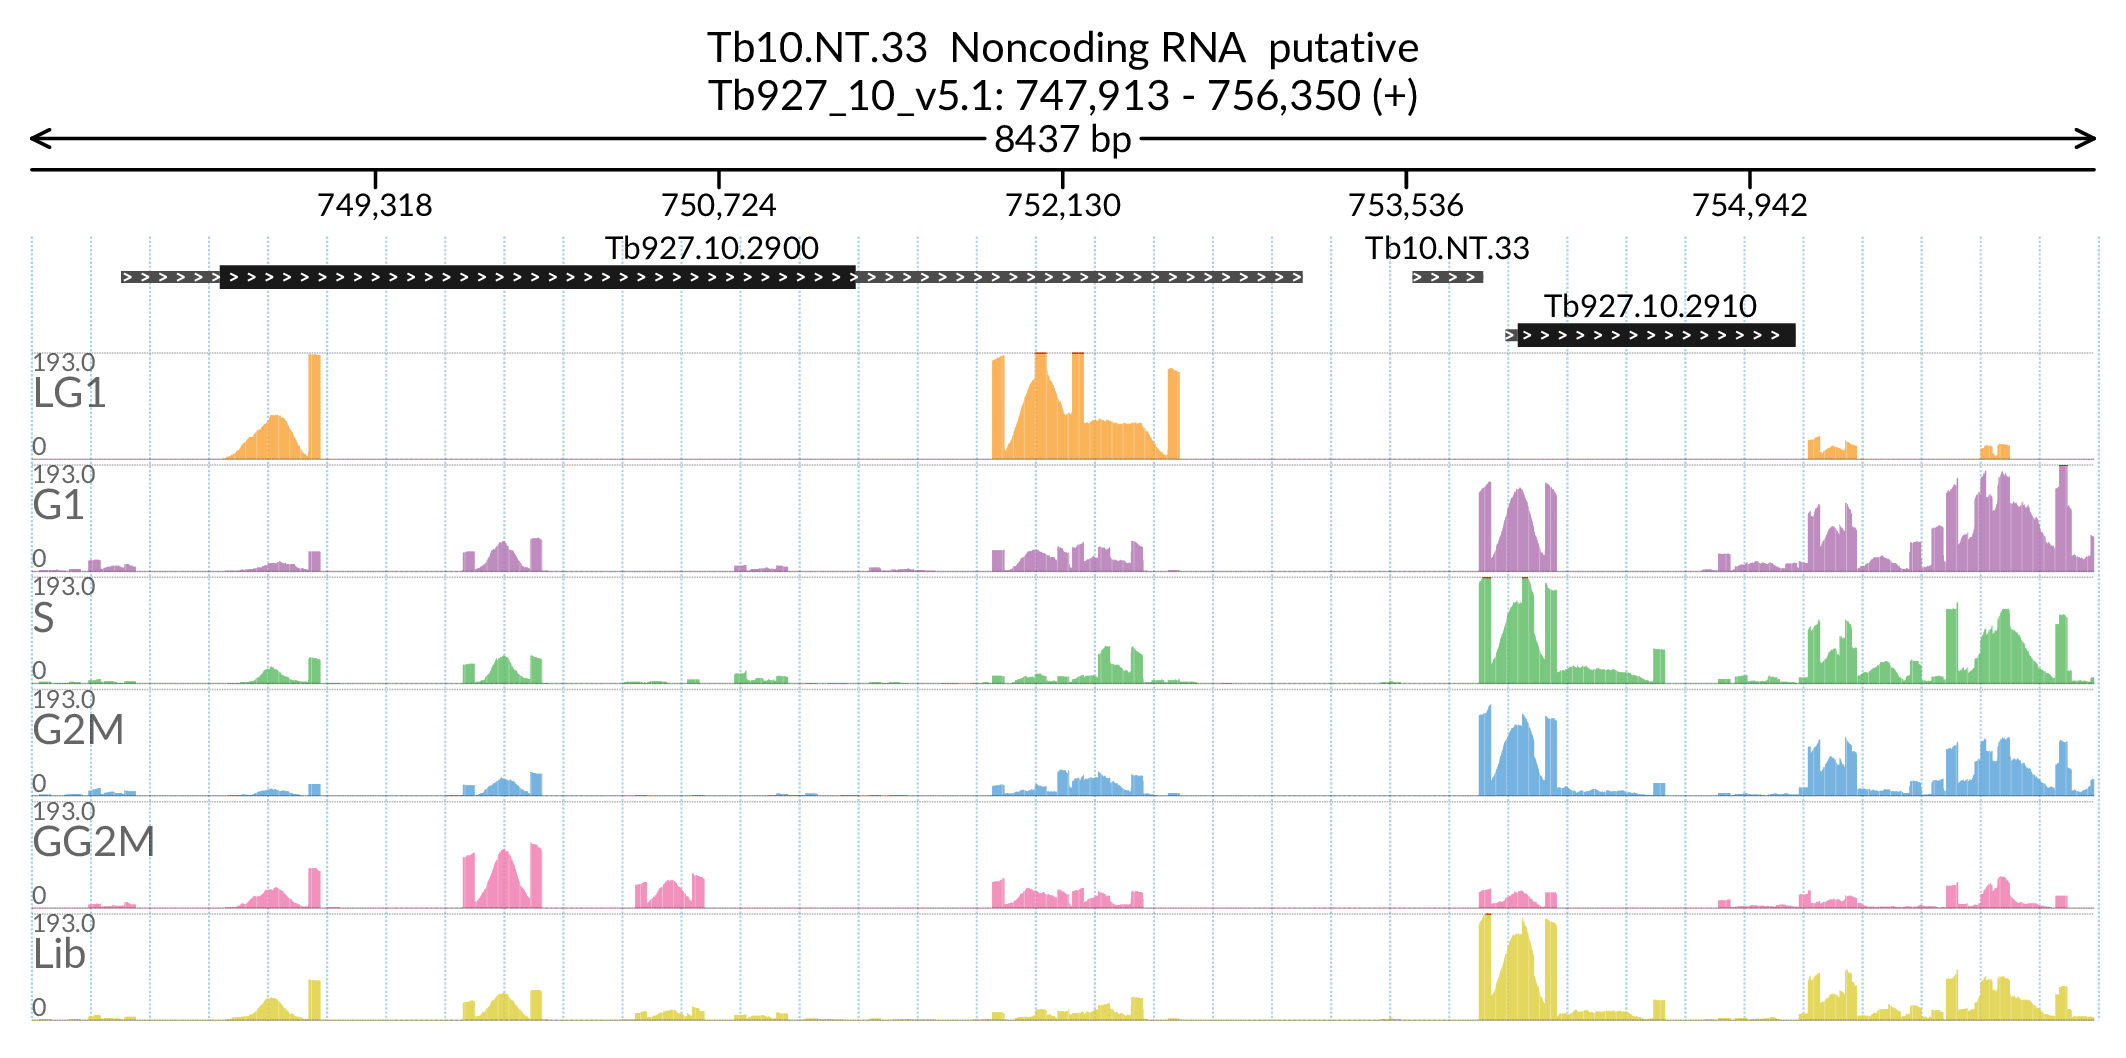 Tb10.NT.33 Noncoding RNA putative
Tb927_10_v5.1: 747,913 - 756,350 (+)
8437 bp
749,318 750,724 752,130 753,536 754,942
Tb927.10.2900 Tb10.NT.33
Tb927.10.2910
193.0
LG1
0
193.0
G1
0
193.0
S
0
193.0
G2M
0
193.0
GG2M
0
193.0
Lib
0